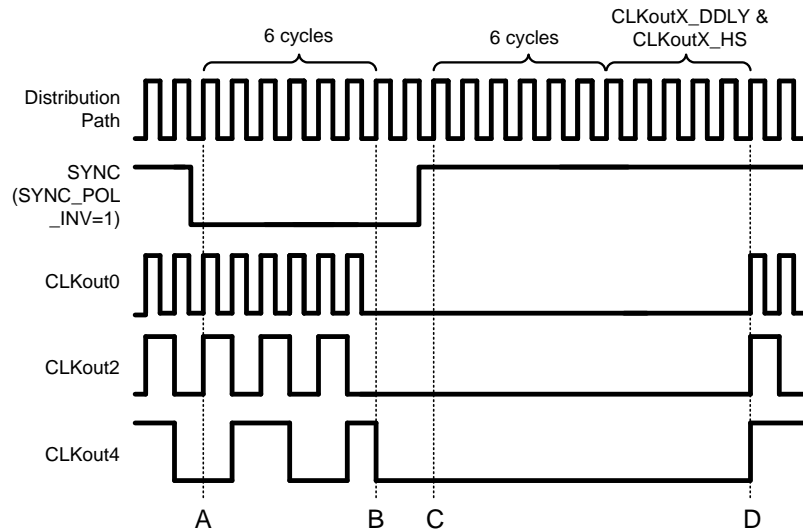 CLKoutX_DDLY &
CLKoutX_HS
6 cycles
6 cycles
Distribution
Path
SYNC
(SYNC_POL
_INV=1)
CLKout0
CLKout2
CLKout4
A
B
C
D